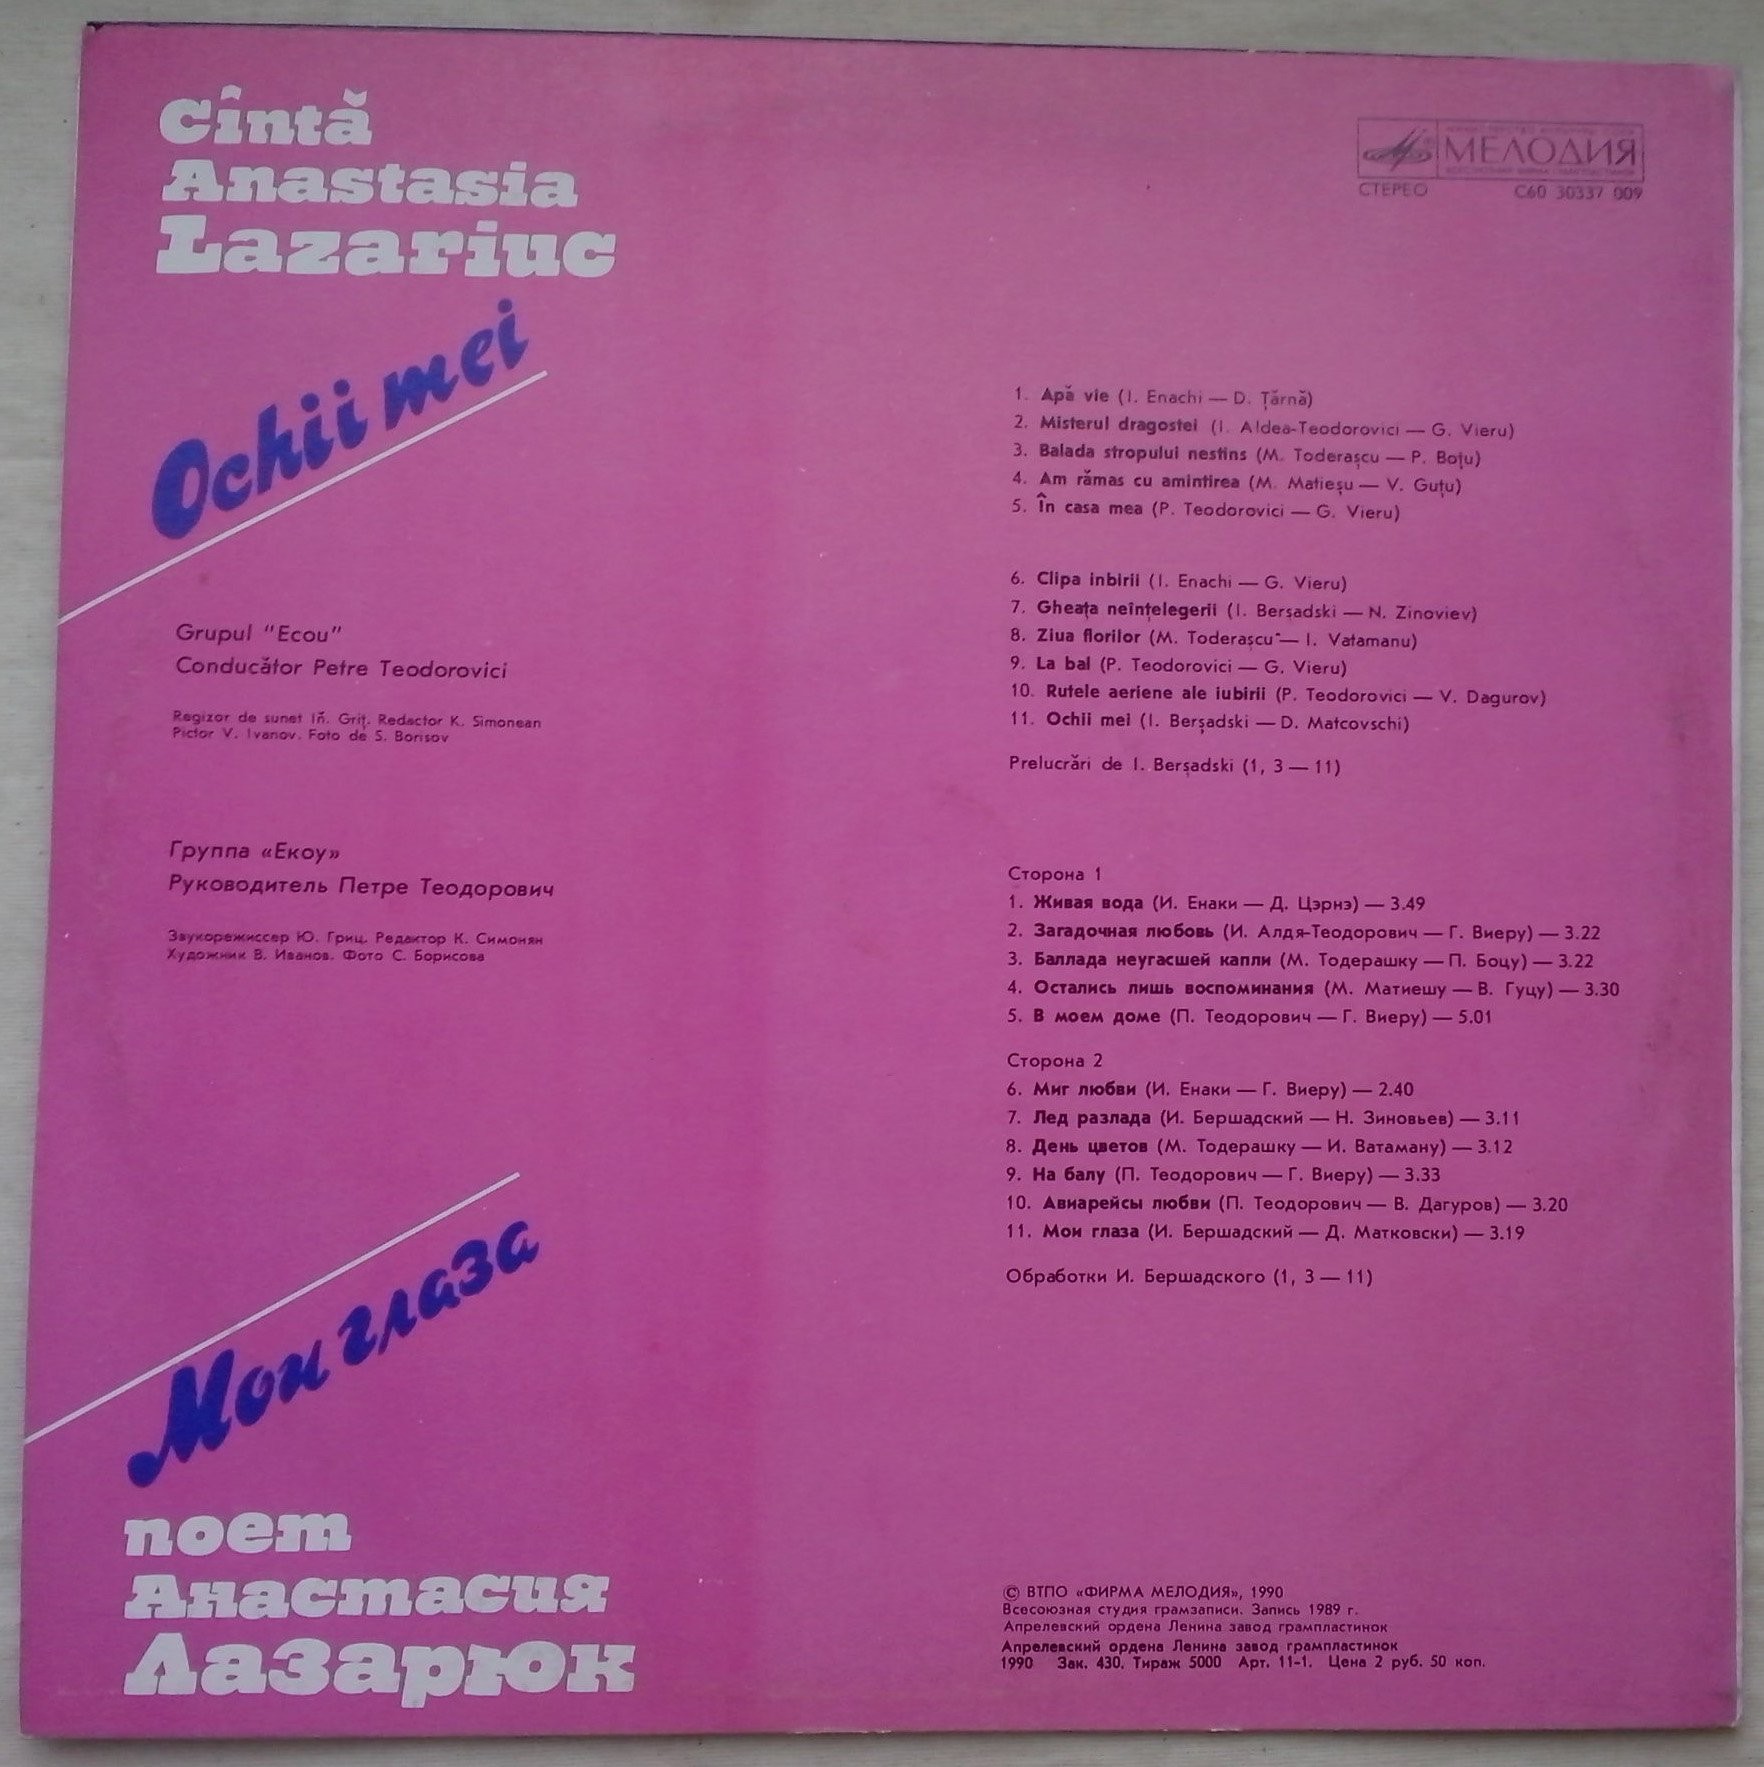 Cîntă
Anastasia
Lazariuc
Ochii mei
Grupul "Ecou"
Conducător Petre Teodorovici
Regizor de sunet Iñ. Griț. Redactor K. Simonean
Pictor V. Ivanov. Foto de S. Borisov
Группа «Екоу»
Руководитель Петре Теодорович
Звукорежиссер Ю. Гриц. Редактор К. Симонян
Художник В. Иванов. Фото С. Борисова
Мои глаза
поет
Анастасия
Лазарюк
МЕЛОДИЯ
СТЕРЕО С60 30337 009
1. Apă vie (I. Enachi — D. Țărnă)
2. Misterul dragostei (I. Aldea-Teodorovici — G. Vieru)
3. Balada stropului nestins (M. Toderașcu — P. Boțu)
4. Am rămas cu amintirea (M. Matieșu — V. Guțu)
5. În casa mea (P. Teodorovici — G. Vieru)
6. Clipa inbirii (I. Enachi — G. Vieru)
7. Gheața neînțelegerii (I. Berșadski — N. Zinoviev)
8. Ziua florilor (M. Toderașcu — I. Vatamanu)
9. La bal (P. Teodorovici — G. Vieru)
10. Rutele aeriene ale iubirii (P. Teodorovici — V. Dagurov)
11. Ochii mei (I. Berșadski — D. Matcovschi)
Prelucrări de I. Berșadski (1, 3 — 11)
Сторона 1
1. Живая вода (И. Енаки — Д. Цэрнэ) — 3.49
2. Загадочная любовь (И. Алдя-Теодорович — Г. Виеру) — 3.22
3. Баллада неугасшей капли (М. Тодерашку — П. Боцу) — 3.22
4. Остались лишь воспоминания (М. Матиешу — В. Гуцу) — 3.30
5. В моем доме (П. Теодорович — Г. Виеру) — 5.01
Сторона 2
6. Миг любви (И. Енаки — Г. Виеру) — 2.40
7. Лед разлада (И. Бершадский — Н. Зиновьев) — 3.11
8. День цветов (М. Тодерашку — И. Ватаману) — 3.12
9. На балу (П. Теодорович — Г. Виеру) — 3.33
10. Авиарейсы любви (П. Теодорович — В. Дагуров) — 3.20
11. Мои глаза (И. Бершадский — Д. Матковски) — 3.19
Обработки И. Бершадского (1, 3 — 11)
© ВТПО «ФИРМА МЕЛОДИЯ», 1990
Всесоюзная студия грамзаписи. Запись 1989 г.
Апрелевский ордена Ленина завод грампластинок
Апрелевский ордена Ленина завод грампластинок
1990 Зак. 430. Тираж 5000 Арт. 11-1. Цена 2 руб. 50 коп.